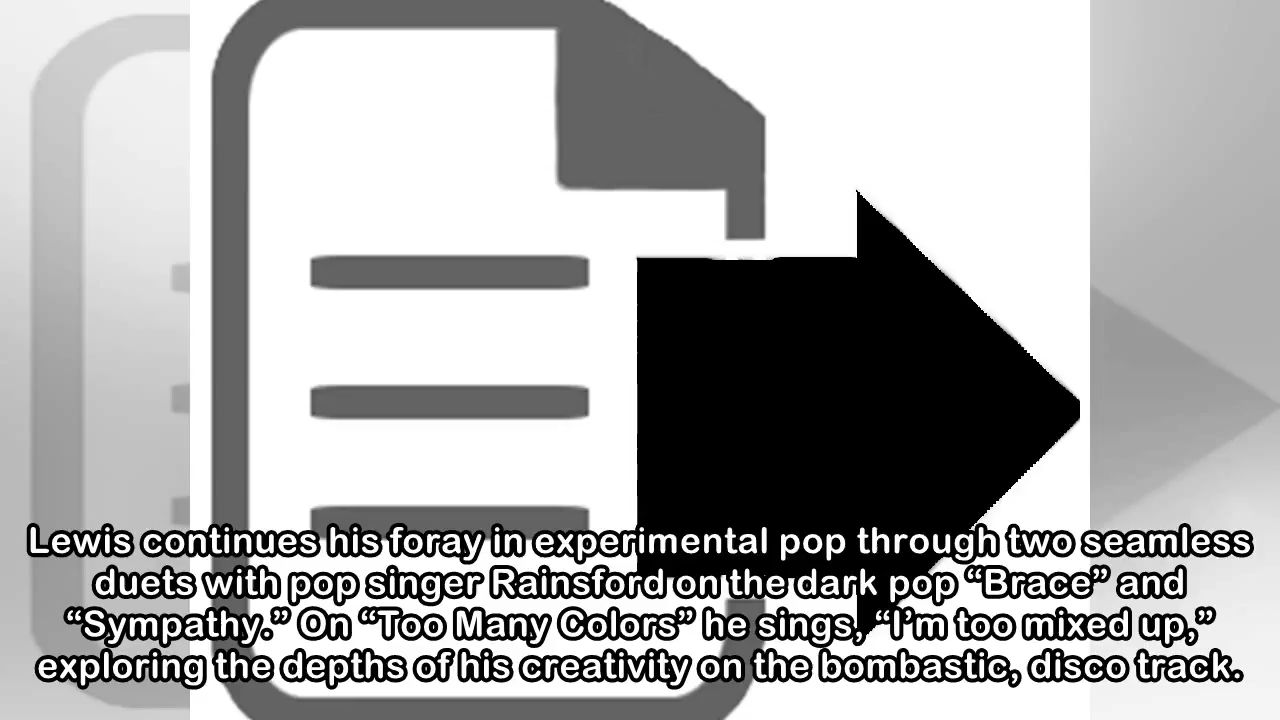 Lewis continues his foray in experimental pop through two seamless
duets with pop singer Rainsford on the dark pop “Brace” and
“Sympathy.” On “Too Many Colors” he sings, “I’m too mixed up,”
exploring the depths of his creativity on the bombastic, disco track.